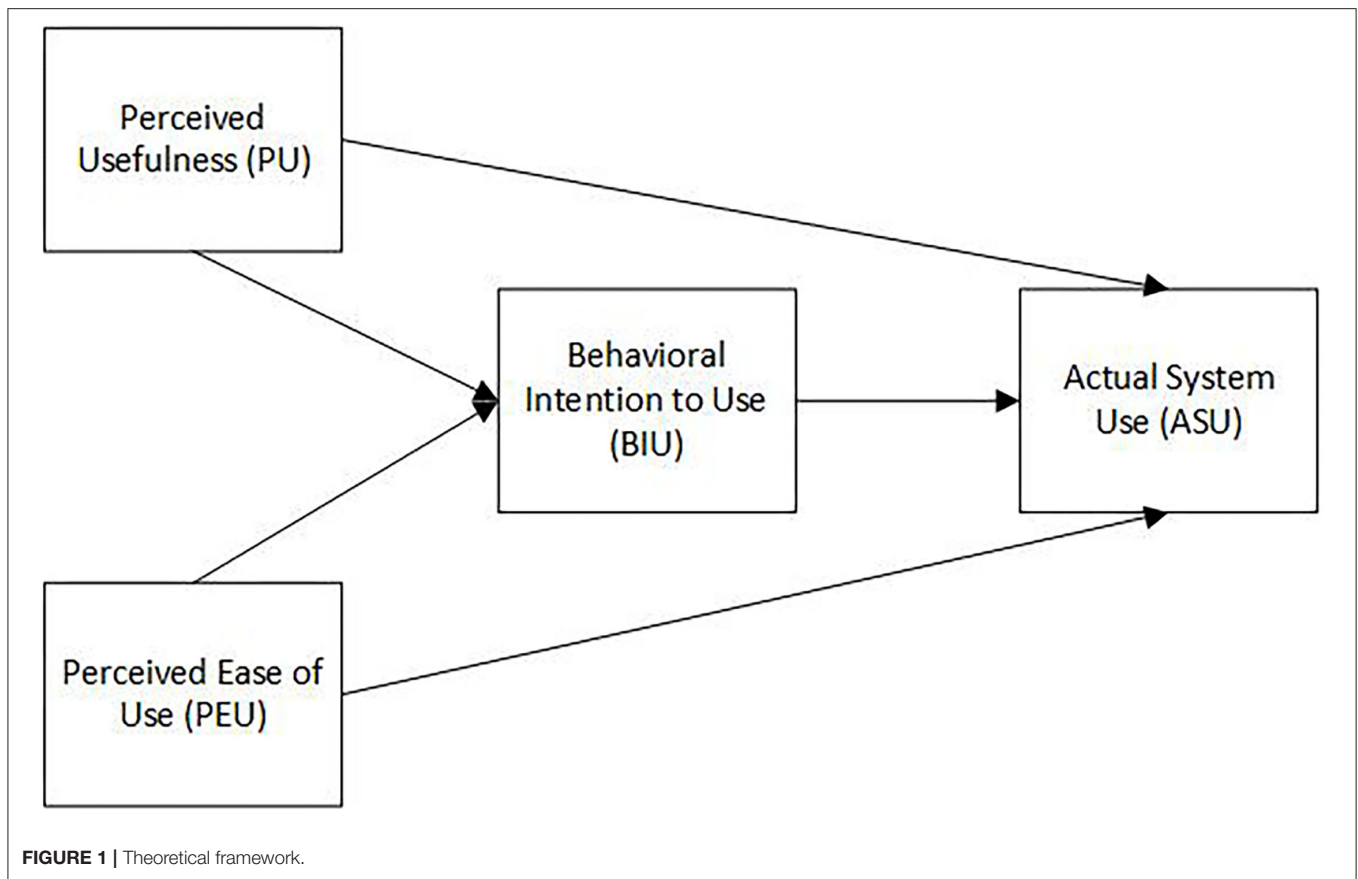 Perceived
Usefulness (PU)
Behavioral
Intention to Use
(BIU)
Actual System
Use (ASU)
Perceived Ease of
Use (PEU)
FIGURE 1 | Theoretical framework.